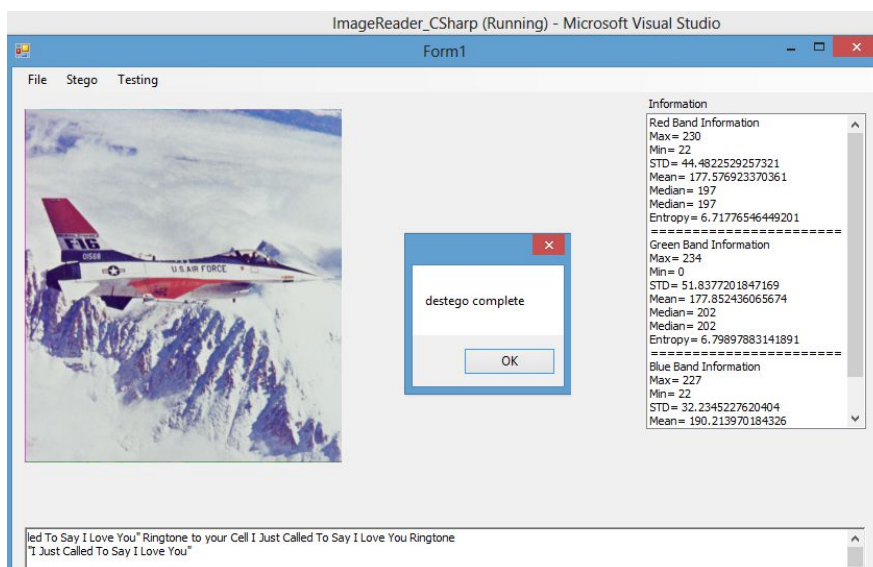 ImageReader_CSharp (Running) - Microsoft Visual Studio
Form1
File Stego Testing
Information
Red Band Information
Max= 230
Min= 22
STD= 44.4822529257321
Mean= 177.576923370361
Median= 197
Median= 197
Entropy= 6.71776546449201
========================
Green Band Information
Max= 234
Min= 0
STD= 51.8377201847169
Mean= 177.852436065674
Median= 202
Median= 202
Entropy= 6.79897883141891
========================
Blue Band Information
Max= 227
Min= 22
STD= 32.2345227620404
Mean= 190.213970184326
F-16
01568
U.S. AIR FORCE
destego complete
OK
led To Say I Love You" Ringtone to your Cell I Just Called To Say I Love You Ringtone
"I Just Called To Say I Love You"